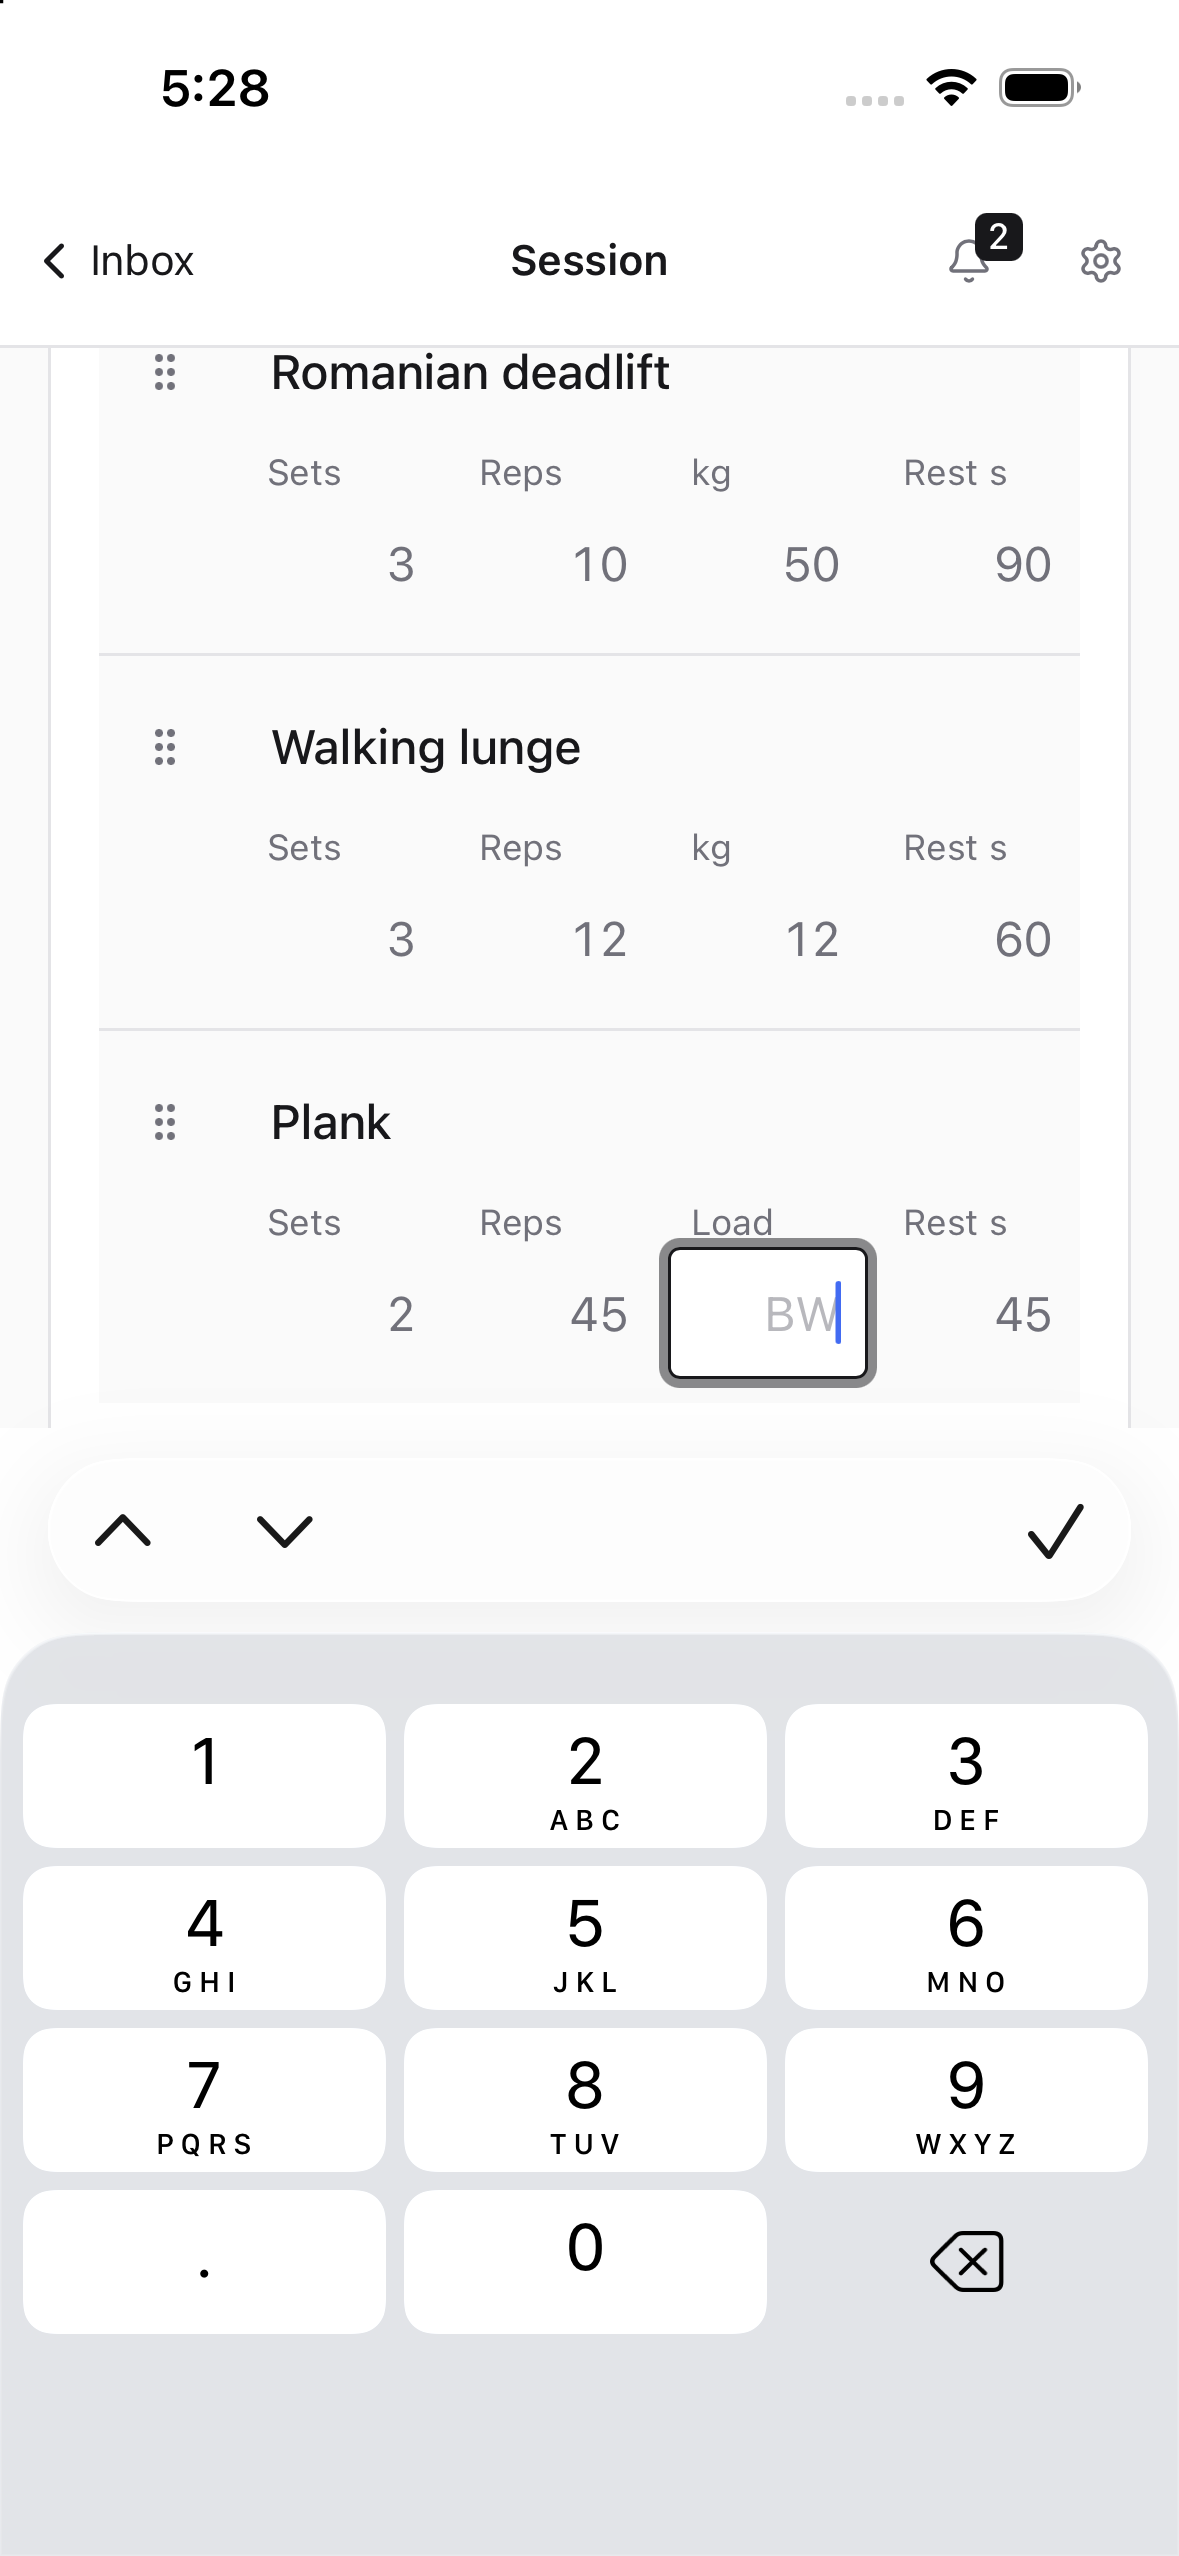 5:28
Inbox
Session
2
Romanian deadlift
Sets Reps kg Rest s
3 10 50 90
Walking lunge
Sets Reps kg Rest s
3 12 12 60
Plank
Sets Reps Load Rest s
2 45 BW 45
1 2 3
ABC DEF
4 5 6
GHI JKL MNO
7 8 9
PQRS TUV WXYZ
. 0